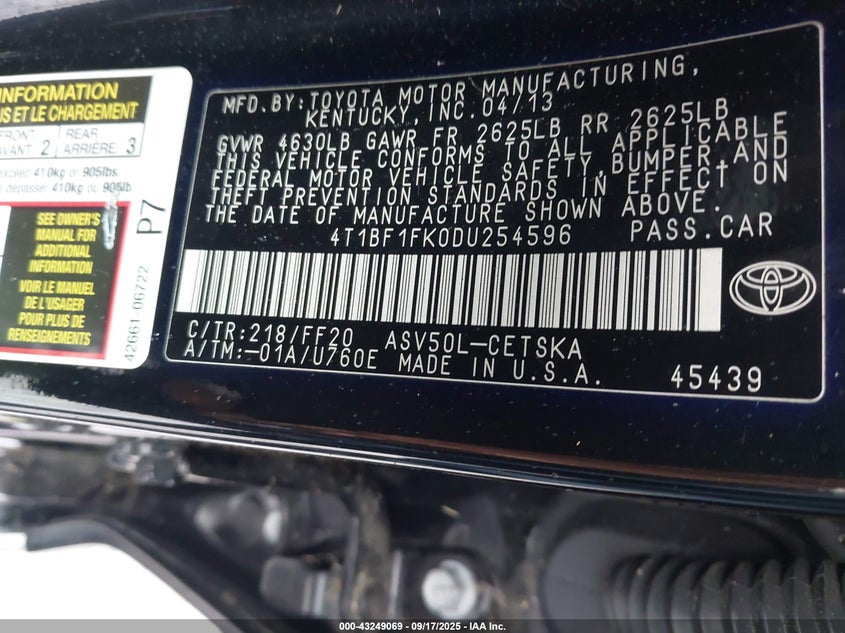 INFORMATION
US ET LE CHARGEMENT
FRONT
AVANT 2
REAR
ARRIÈRE 3
exceed 410kg or 905lbs.
s dépasser 410kg ou 905lb.
SEE OWNER'S
MANUAL FOR
ADDITIONAL
INFORMATION
VOIR LE MANUEL
DE L'USAGER
POUR PLUS DE
RENSEIGNEMENTS
P7
42661-06722
MFD.BY:TOYOTA MOTOR MANUFACTURING,
KENTUCKY, INC. 04/13
GVWR 4630LB GAWR FR 2625LB RR 2625LB
THIS VEHICLE CONFORMS TO ALL APPLICABLE
FEDERAL MOTOR VEHICLE SAFETY, BUMPER, AND
THEFT PREVENTION STANDARDS IN EFFECT ON
THE DATE OF MANUFACTURE SHOWN ABOVE.
4T1BF1FK0DU254596 PASS.CAR
C/TR:218/FF20 ASV50L-CETSKA
A/TM:-01A/U760E MADE IN U.S.A.
45439
000-43249069 - 09/17/2025 - IAA Inc.